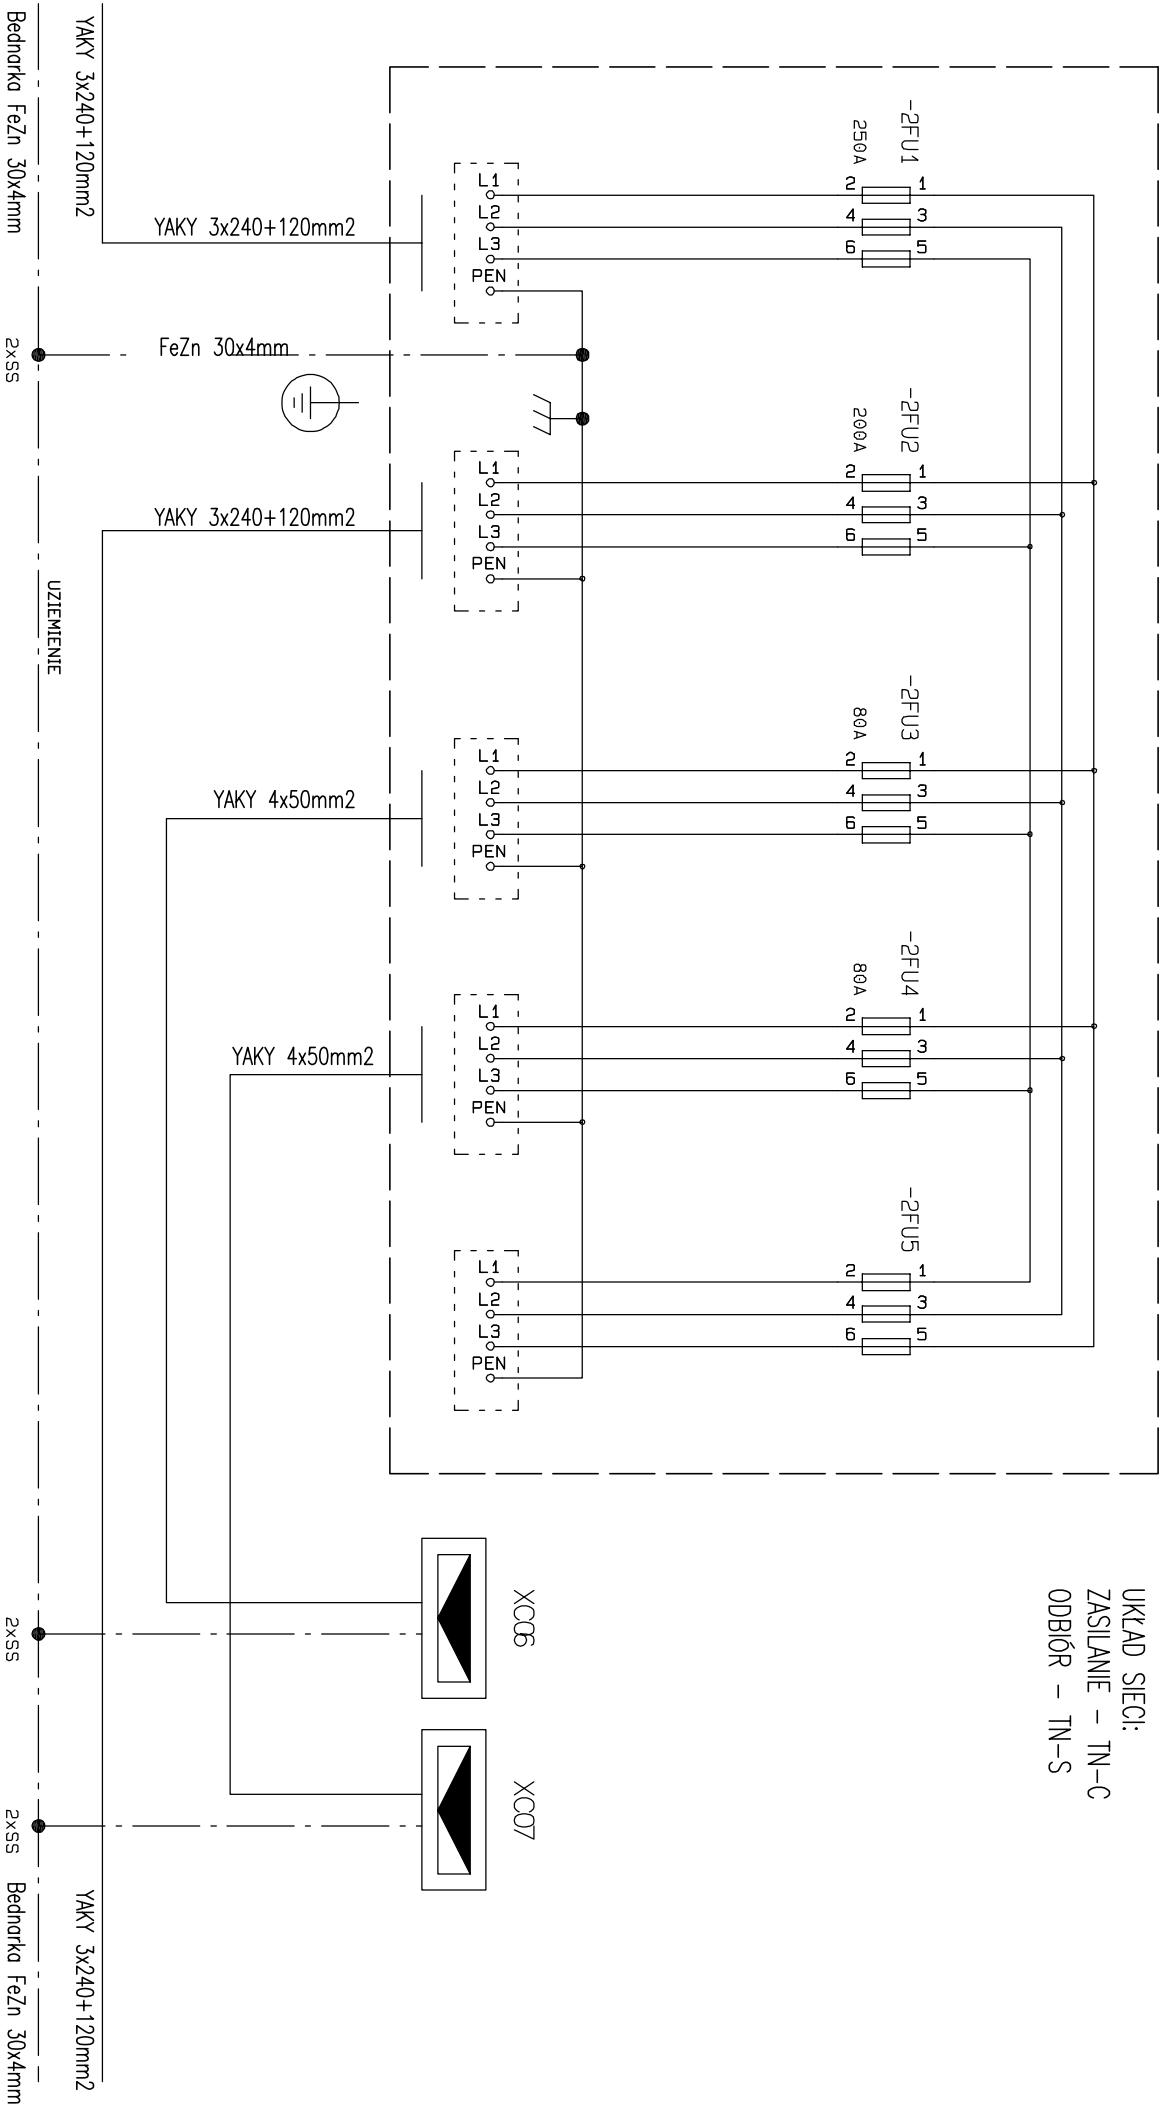 UKŁAD SIECI:
ZASILANIE - TN-C
ODBIÓR - TN-S
-2FU1
250A
2 1
4 3
6 5
L1
L2
L3
PEN
-2FU2
200A
2 1
4 3
6 5
L1
L2
L3
PEN
-2FU3
80A
2 1
4 3
6 5
L1
L2
L3
PEN
-2FU4
80A
2 1
4 3
6 5
L1
L2
L3
PEN
-2FU5
2 1
4 3
6 5
L1
L2
L3
PEN
XC06
XC07
YAKY 3x240+120mm2
FeZn 30x4mm
YAKY 3x240+120mm2
YAKY 4x50mm2
YAKY 4x50mm2
YAKY 3x240+120mm2
YAKY 3x240+120mm2
UZIEMIENIE
Bednarka FeZn 30x4mm
2xSS
2xSS
2xSS
Bednarka FeZn 30x4mm